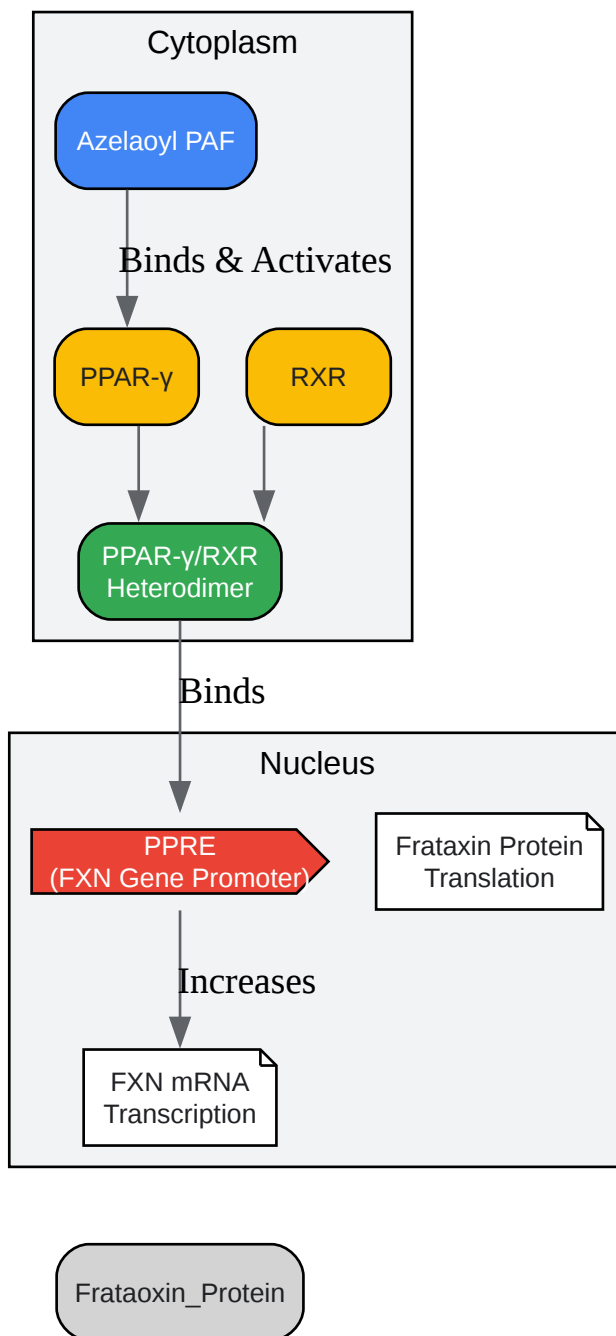 Cytoplasm
Azelaoyl PAF
Binds & Activates
PPAR-γ
RXR
PPAR-γ/RXR
Heterodimer
Binds
Nucleus
PPRE
(FXN Gene Promoter)
Frataxin Protein
Translation
Increases
FXN mRNA
Transcription
Frataoxin_Protein